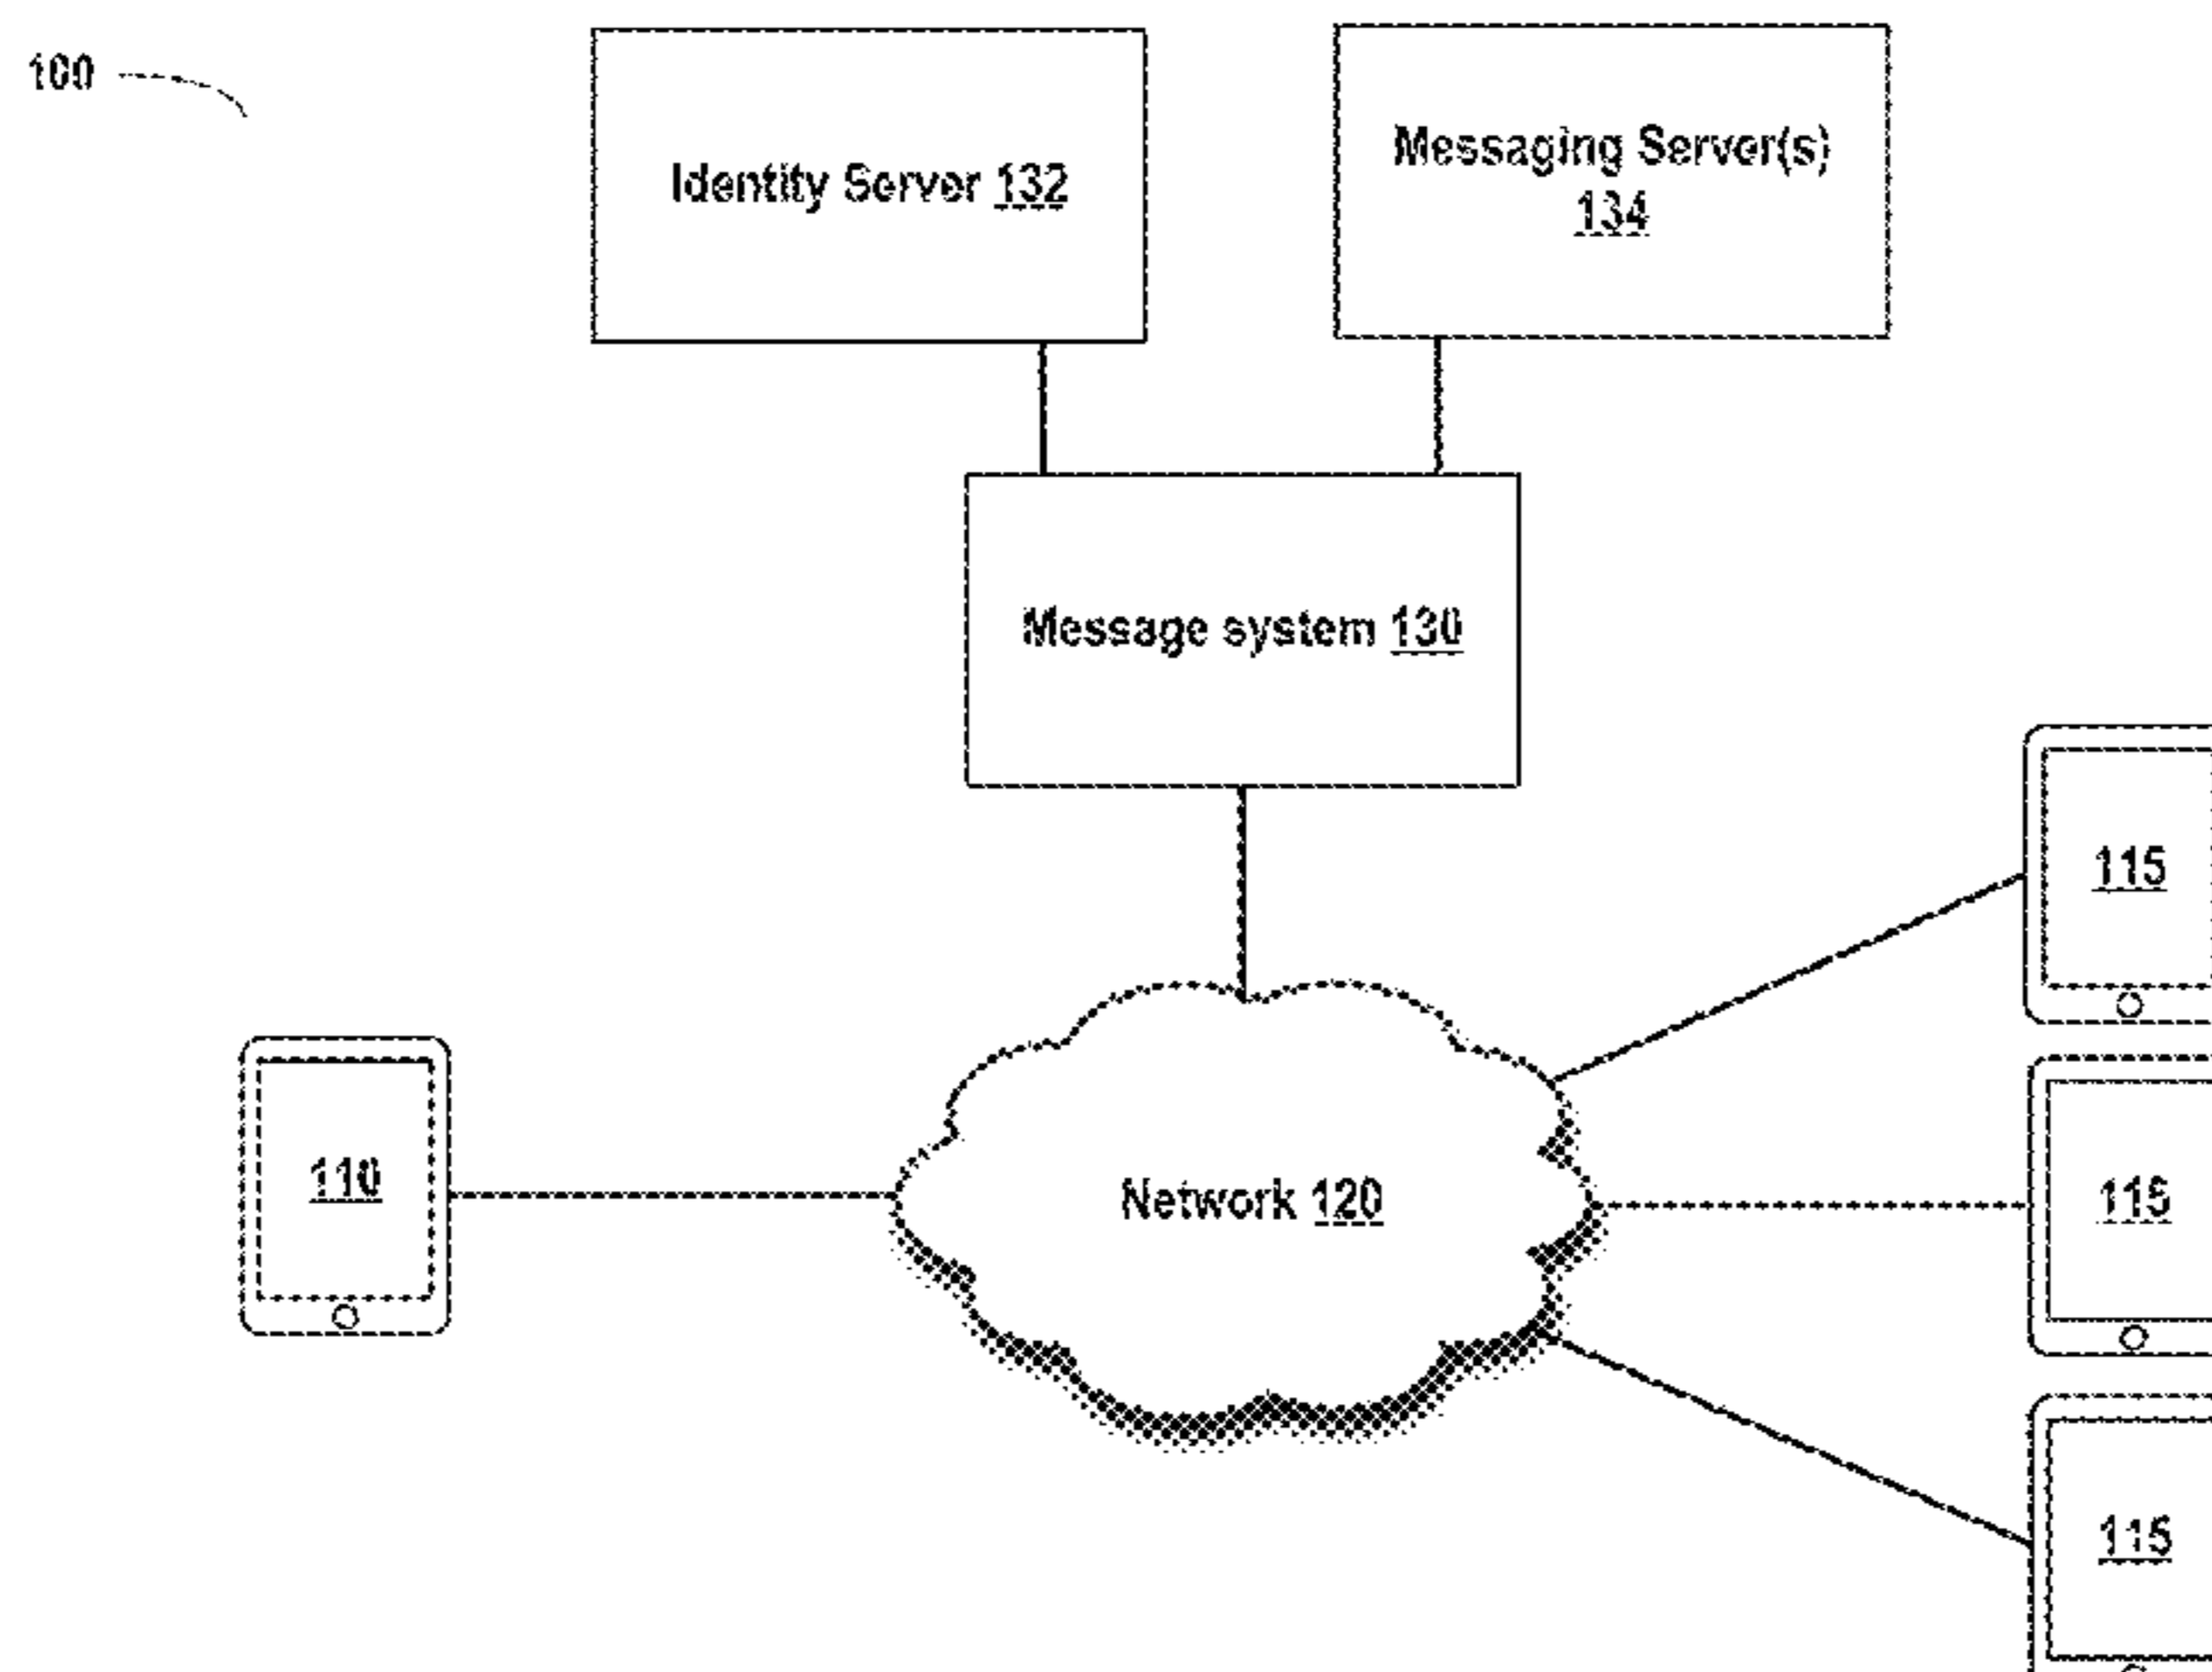 100
Identity Server 132
Messaging Server(s)
134
Message system 130
115
110
Network 120
115
115